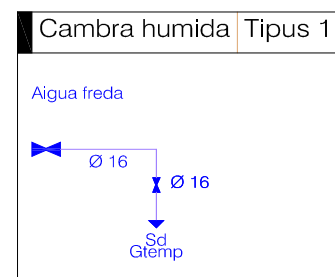 Cambra humida Tipus 1
Aigua freda
Ø 16
Ø 16
Sd
Gtemp